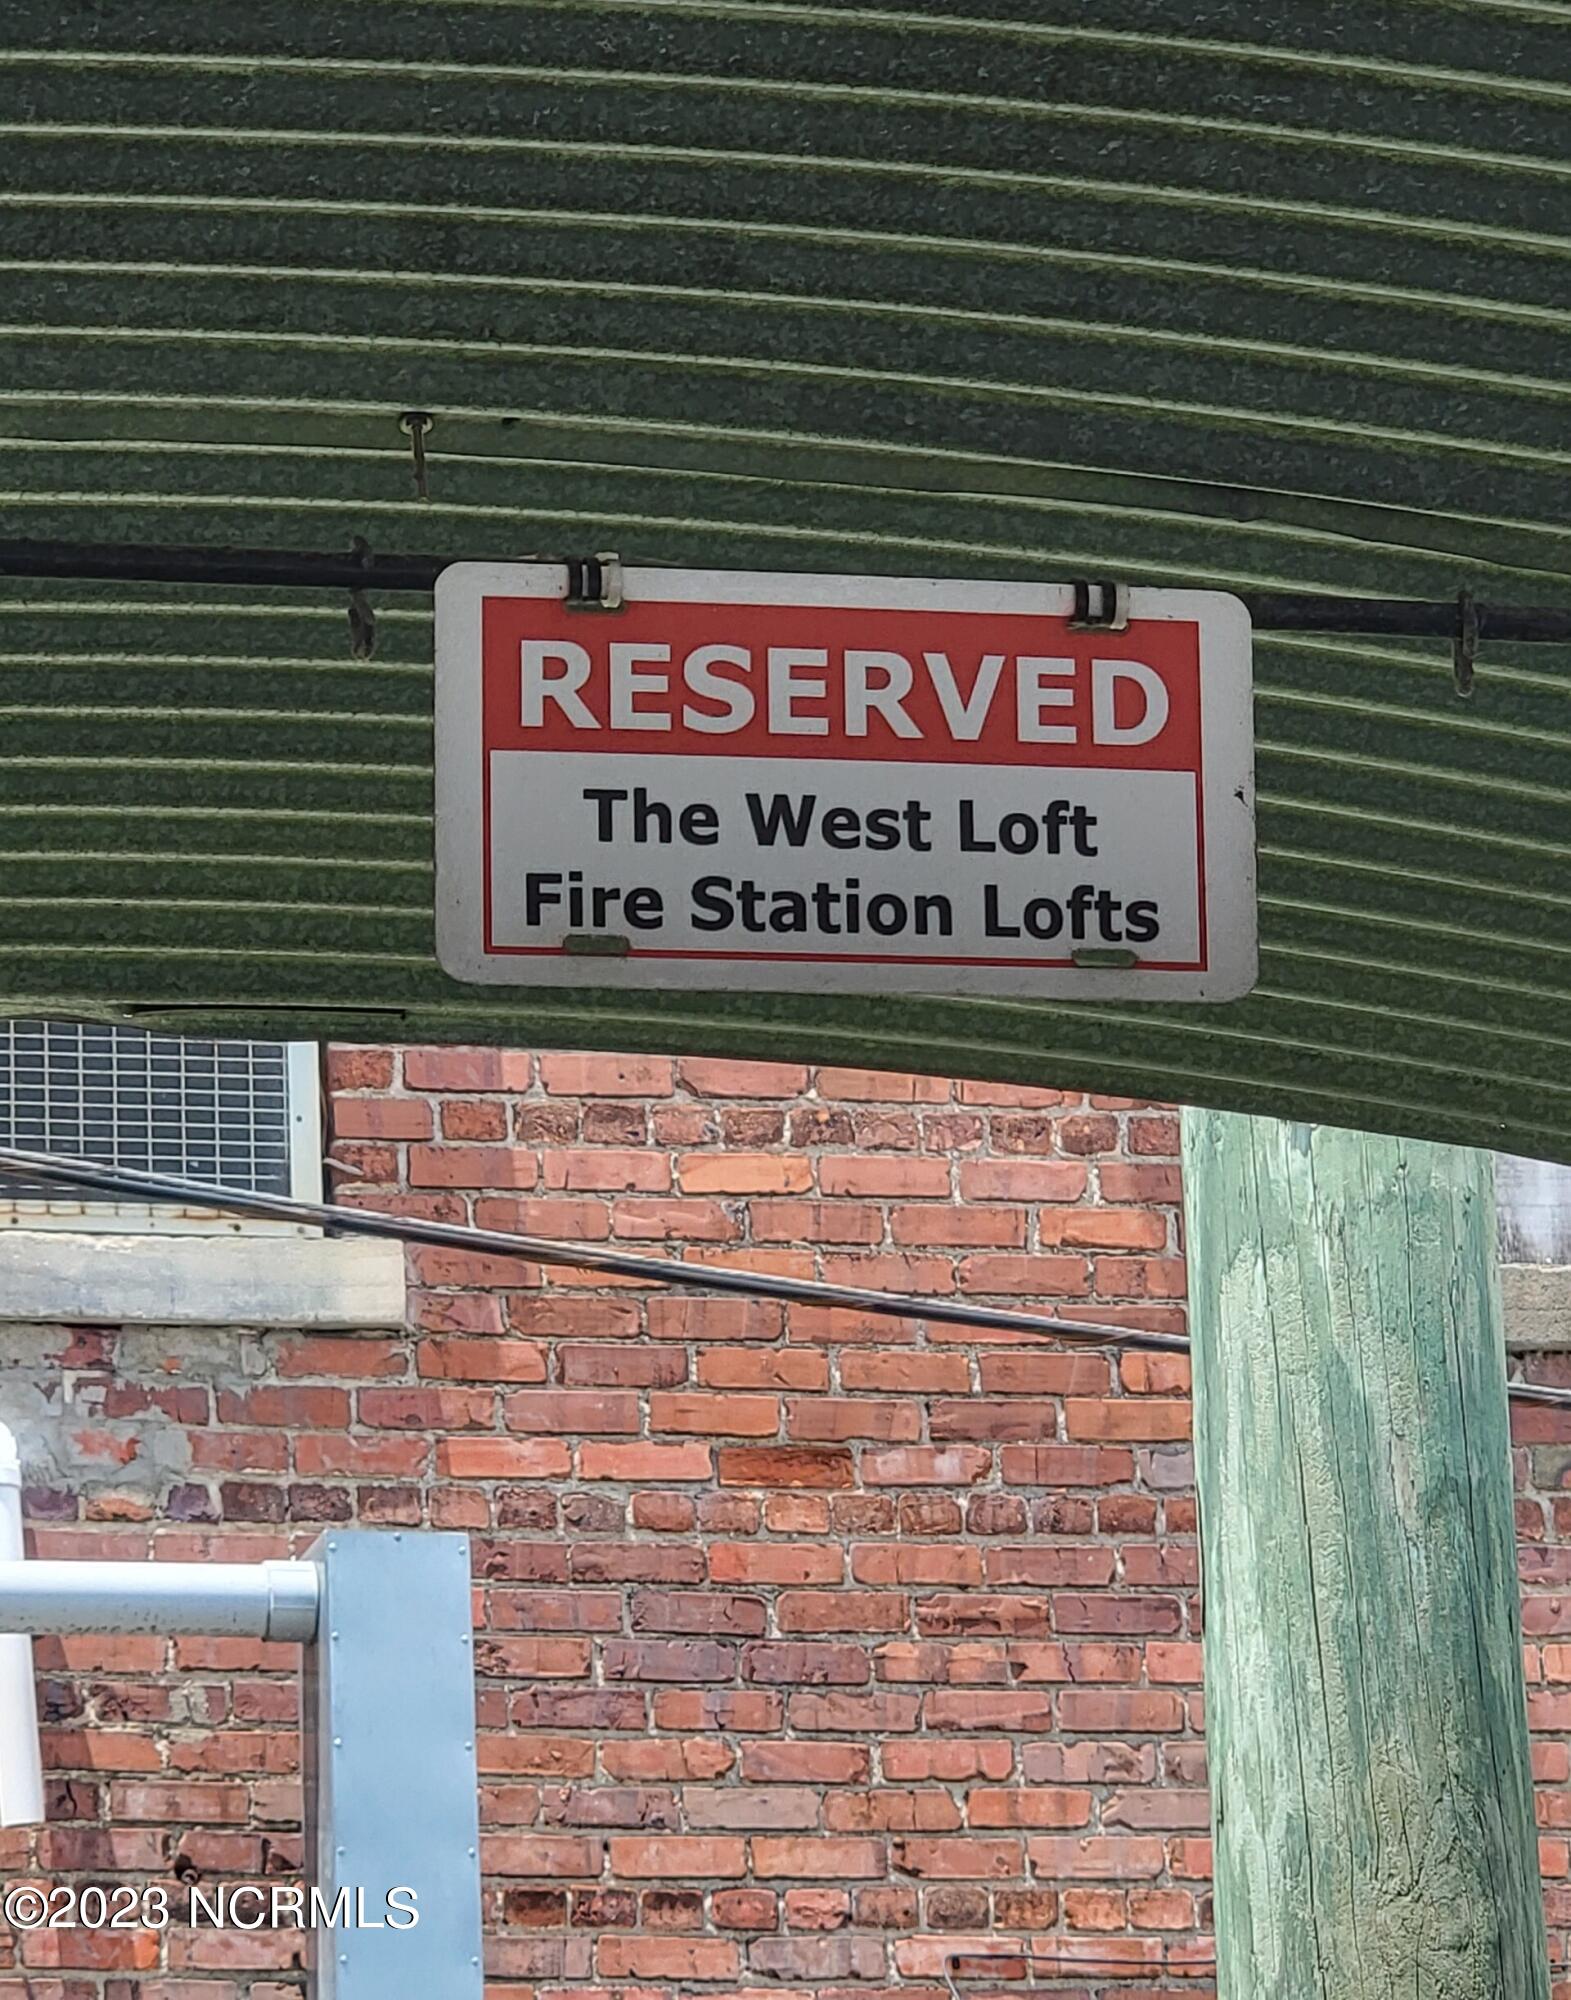 RESERVED
The West Loft
Fire Station Lofts
©2023 NCRMLS